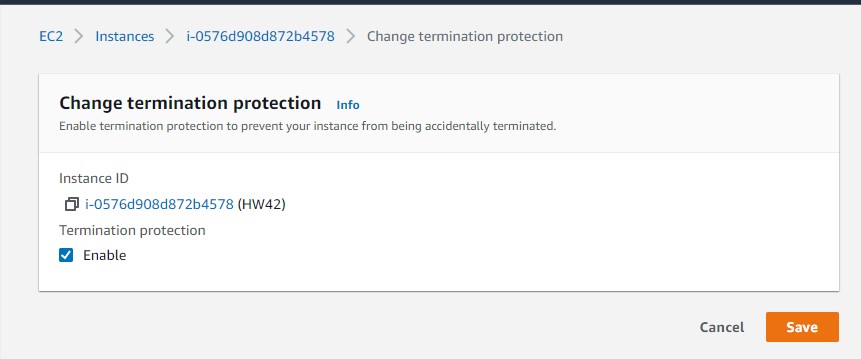 EC2 > Instances > i-0576d908d872b4578 > Change termination protection
Change termination protection Info
Enable termination protection to prevent your instance from being accidentally terminated.
Instance ID
i-0576d908d872b4578 (HW42)
Termination protection
Enable
Cancel Save